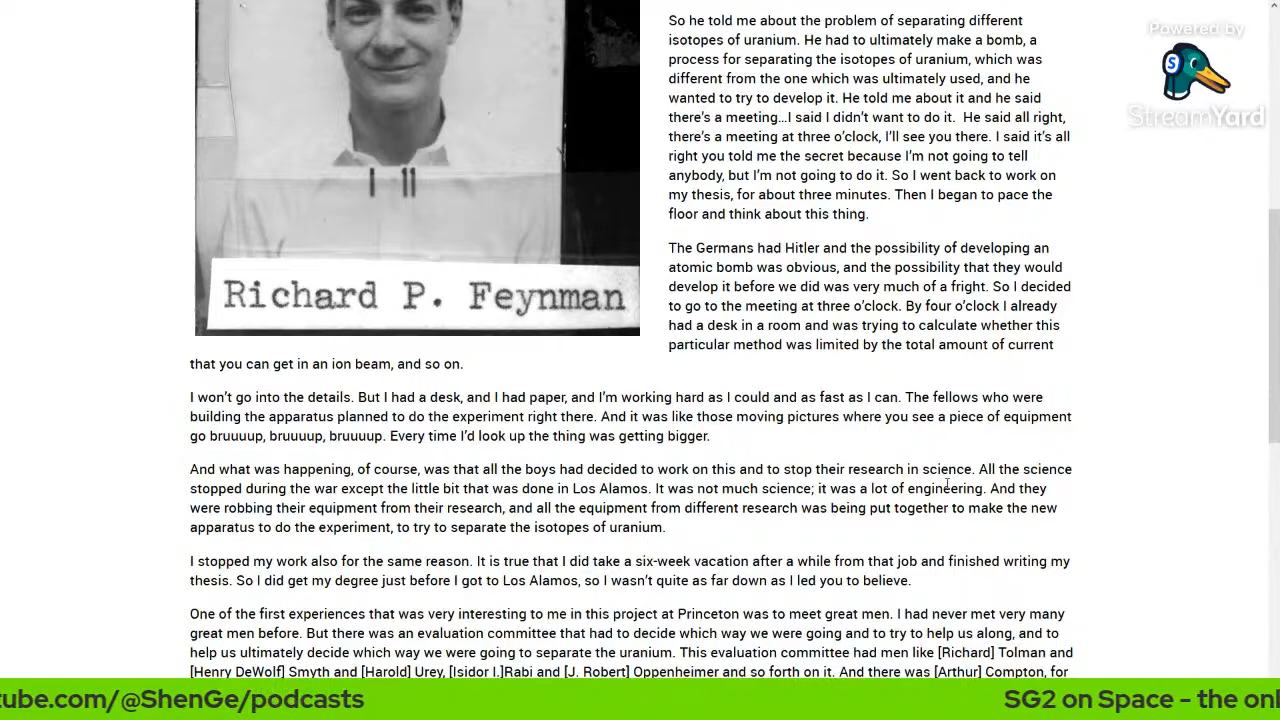 So he told me about the problem of separating different
isotopes of uranium. He had to ultimately make a bomb, a
process for separating the isotopes of uranium, which was
different from the one which was ultimately used, and he
wanted to try to develop it. He told me about it and he said
there’s a meeting…I said I didn’t want to do it.  He said all right,
there’s a meeting at three o’clock, I’ll see you there. I said it’s all
right you told me the secret because I’m not going to tell
anybody, but I’m not going to do it. So I went back to work on
my thesis, for about three minutes. Then I began to pace the
floor and think about this thing.
The Germans had Hitler and the possibility of developing an
atomic bomb was obvious, and the possibility that they would
develop it before we did was very much of a fright. So I decided
to go to the meeting at three o’clock. By four o’clock I already
had a desk in a room and was trying to calculate whether this
particular method was limited by the total amount of current
that you can get in an ion beam, and so on.
I won’t go into the details. But I had a desk, and I had paper, and I’m working hard as I could and as fast as I can. The fellows who were
building the apparatus planned to do the experiment right there. And it was like those moving pictures where you see a piece of equipment
go bruuuup, bruuuup, bruuuup. Every time I’d look up the thing was getting bigger.
And what was happening, of course, was that all the boys had decided to work on this and to stop their research in science. All the science
stopped during the war except the little bit that was done in Los Alamos. It was not much science; it was a lot of engineering. And they
were robbing their equipment from their research, and all the equipment from different research was being put together to make the new
apparatus to do the experiment, to try to separate the isotopes of uranium.
I stopped my work also for the same reason. It is true that I did take a six-week vacation after a while from that job and finished writing my
thesis. So I did get my degree just before I got to Los Alamos, so I wasn’t quite as far down as I led you to believe.
One of the first experiences that was very interesting to me in this project at Princeton was to meet great men. I had never met very many
great men before. But there was an evaluation committee that had to decide which way we were going and to try to help us along, and to
help us ultimately decide which way we were going to separate the uranium. This evaluation committee had men like [Richard] Tolman and
[Henry DeWolf] Smyth and [Harold] Urey, [Isidor I.]Rabi and [J. Robert] Oppenheimer and so forth on it. And there was [Arthur] Compton, for
I 11
Richard P. Feynman
Powered by
S
StreamYard
tube.com/@ShenGe/podcasts
SG2 on Space - the onl